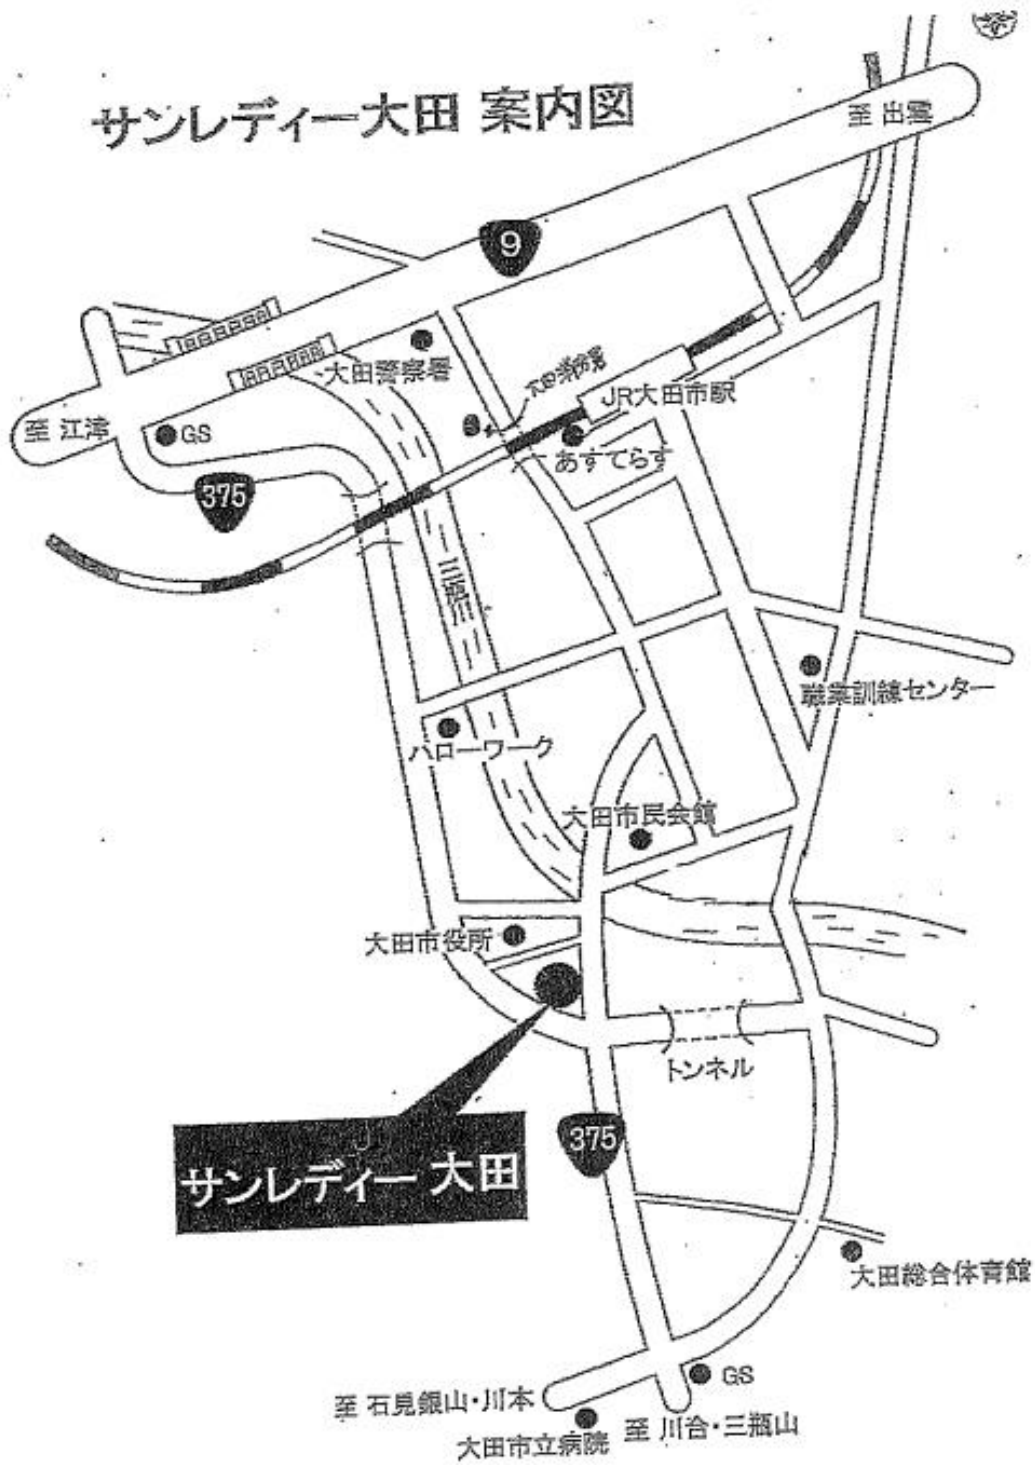 サンレディー大田 案内図
至 出雲
9
大田警察署
大田消防署
JR大田市駅
至 江津
GS
あすてらす
375
三瓶川
職業訓練センター
ハローワーク
大田市民会館
大田市役所
トンネル
サンレディー 大田
375
大田総合体育館
GS
至 石見銀山・川本
至 川合・三瓶山
大田市立病院